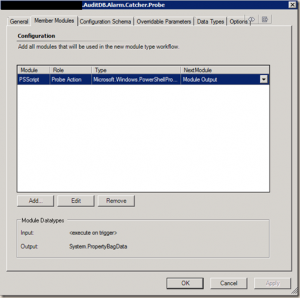 .AuditDB.Alarm.Catcher.Probe
General
Member Modules
Configuration Schema
Overridable Parameters
Data Types
Options
Configuration
Add all modules that will be used in the new module type workflow.
Module Role Type NextModule
PSScript Probe Action Microsoft.Windows.PowerShellPro... Module Output
Add... Edit Remove
Module Datatypes
Input: <execute on trigger>
Output: System.PropertyBagData
OK Cancel Apply